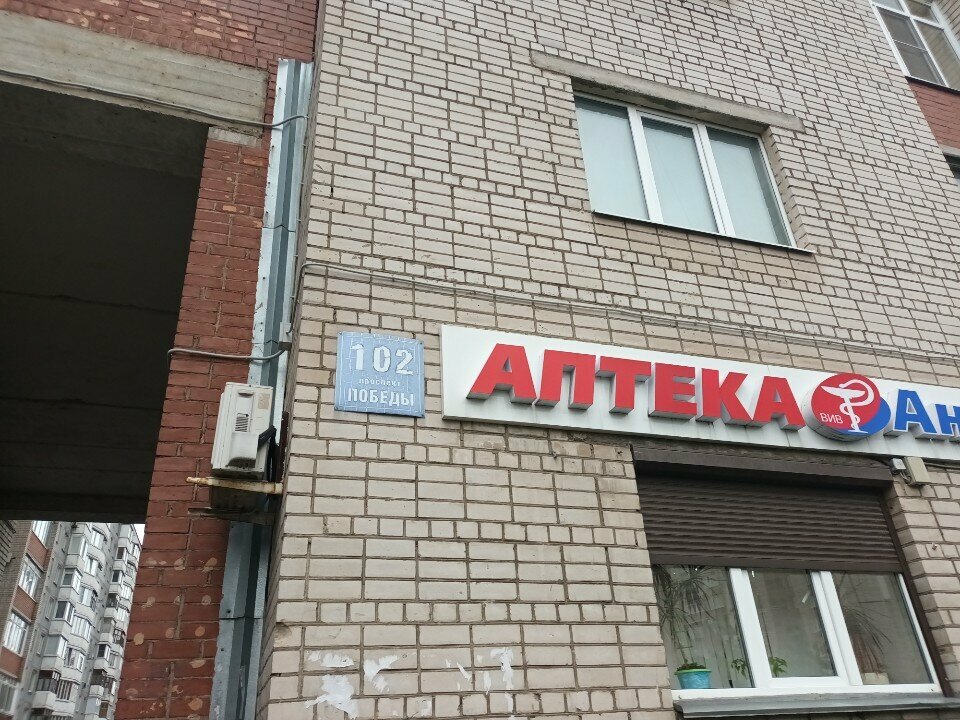 102
проспект
ПОБЕДЫ
АПТЕКА
ВИВ
Ан